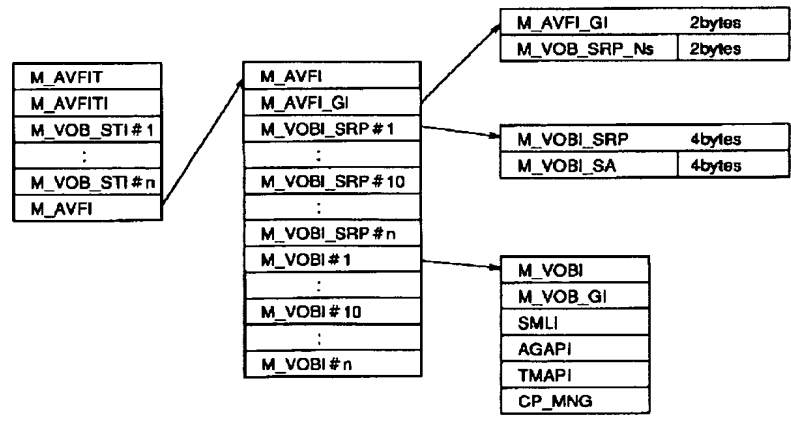 M_AVFIT
M_AVFITI
M_VOB_STI#1
:
M_VOB_STI#n
M_AVFI
M_AVFI
M_AVFI_GI
M_VOBI_SRP#1
:
M_VOBI_SRP#10
:
M_VOBI_SRP#n
M_VOBI#1
:
M_VOBI#10
:
M_VOBI#n
M_AVFI_GI 2bytes
M_VOB_SRP_Ns 2bytes
M_VOBI_SRP 4bytes
M_VOBI_SA 4bytes
M_VOBI
M_VOB_GI
SMLI
AGAPI
TMAPI
CP_MNG